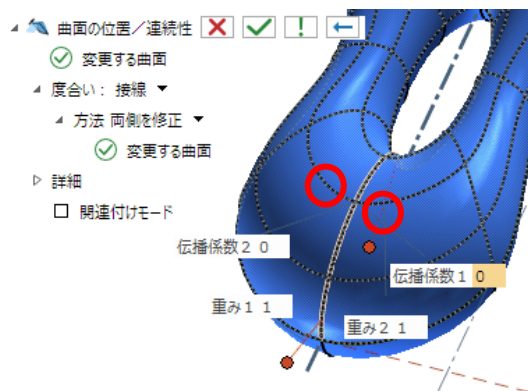 曲面の位置/連続性
変更する曲面
度合い: 接線
方法 両側を修正
変更する曲面
詳細
関連付けモード
伝播係数2 0
伝播係数1 0
重み1 1
重み2 1